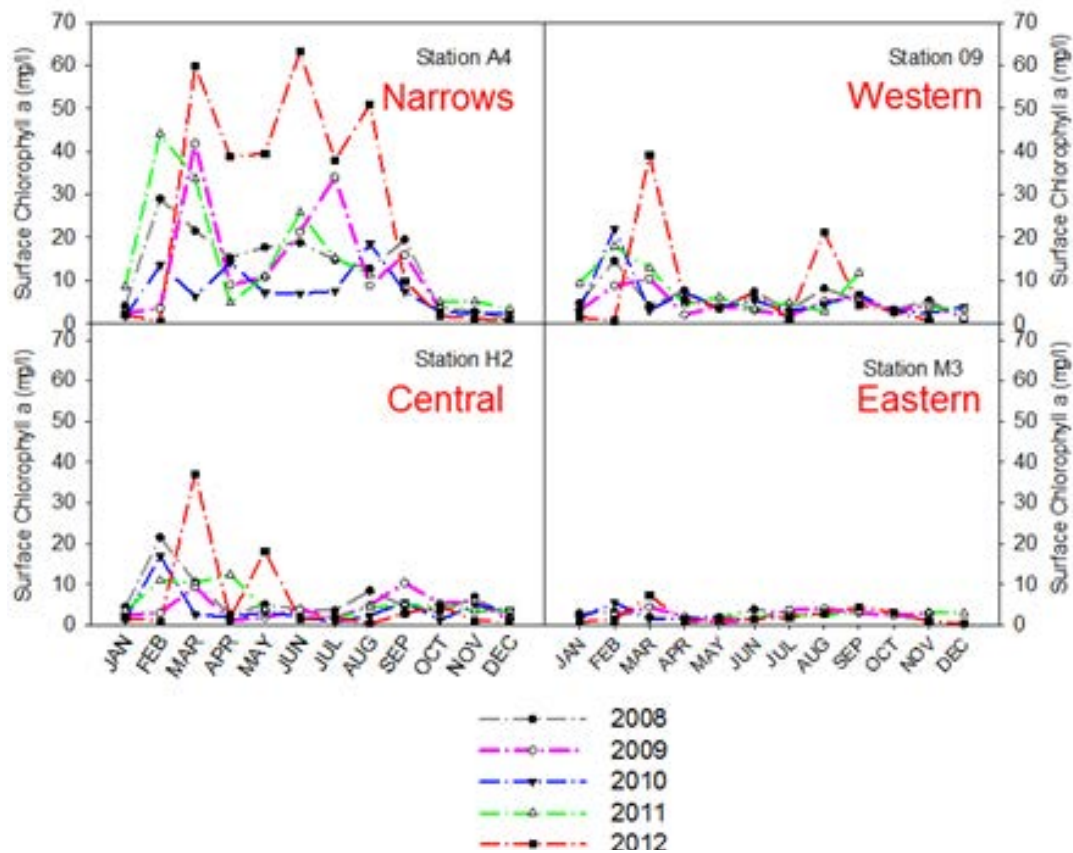 Surface Chlorophyll a (mg/l)
70
60
50
40
30
20
10
0
Station A4
Narrows
Station 09
Western
70
60
50
40
30
20
10
0
Surface Chlorophyll a (mg/l)
Surface Chlorophyll a (mg/l)
70
60
50
40
30
20
10
0
Station H2
Central
Station M3
Eastern
70
60
50
40
30
20
10
0
Surface Chlorophyll a (mg/l)
JAN FEB MAR APR MAY JUN JUL AUG SEP OCT NOV DEC
JAN FEB MAR APR MAY JUN JUL AUG SEP OCT NOV DEC
2008
2009
2010
2011
2012